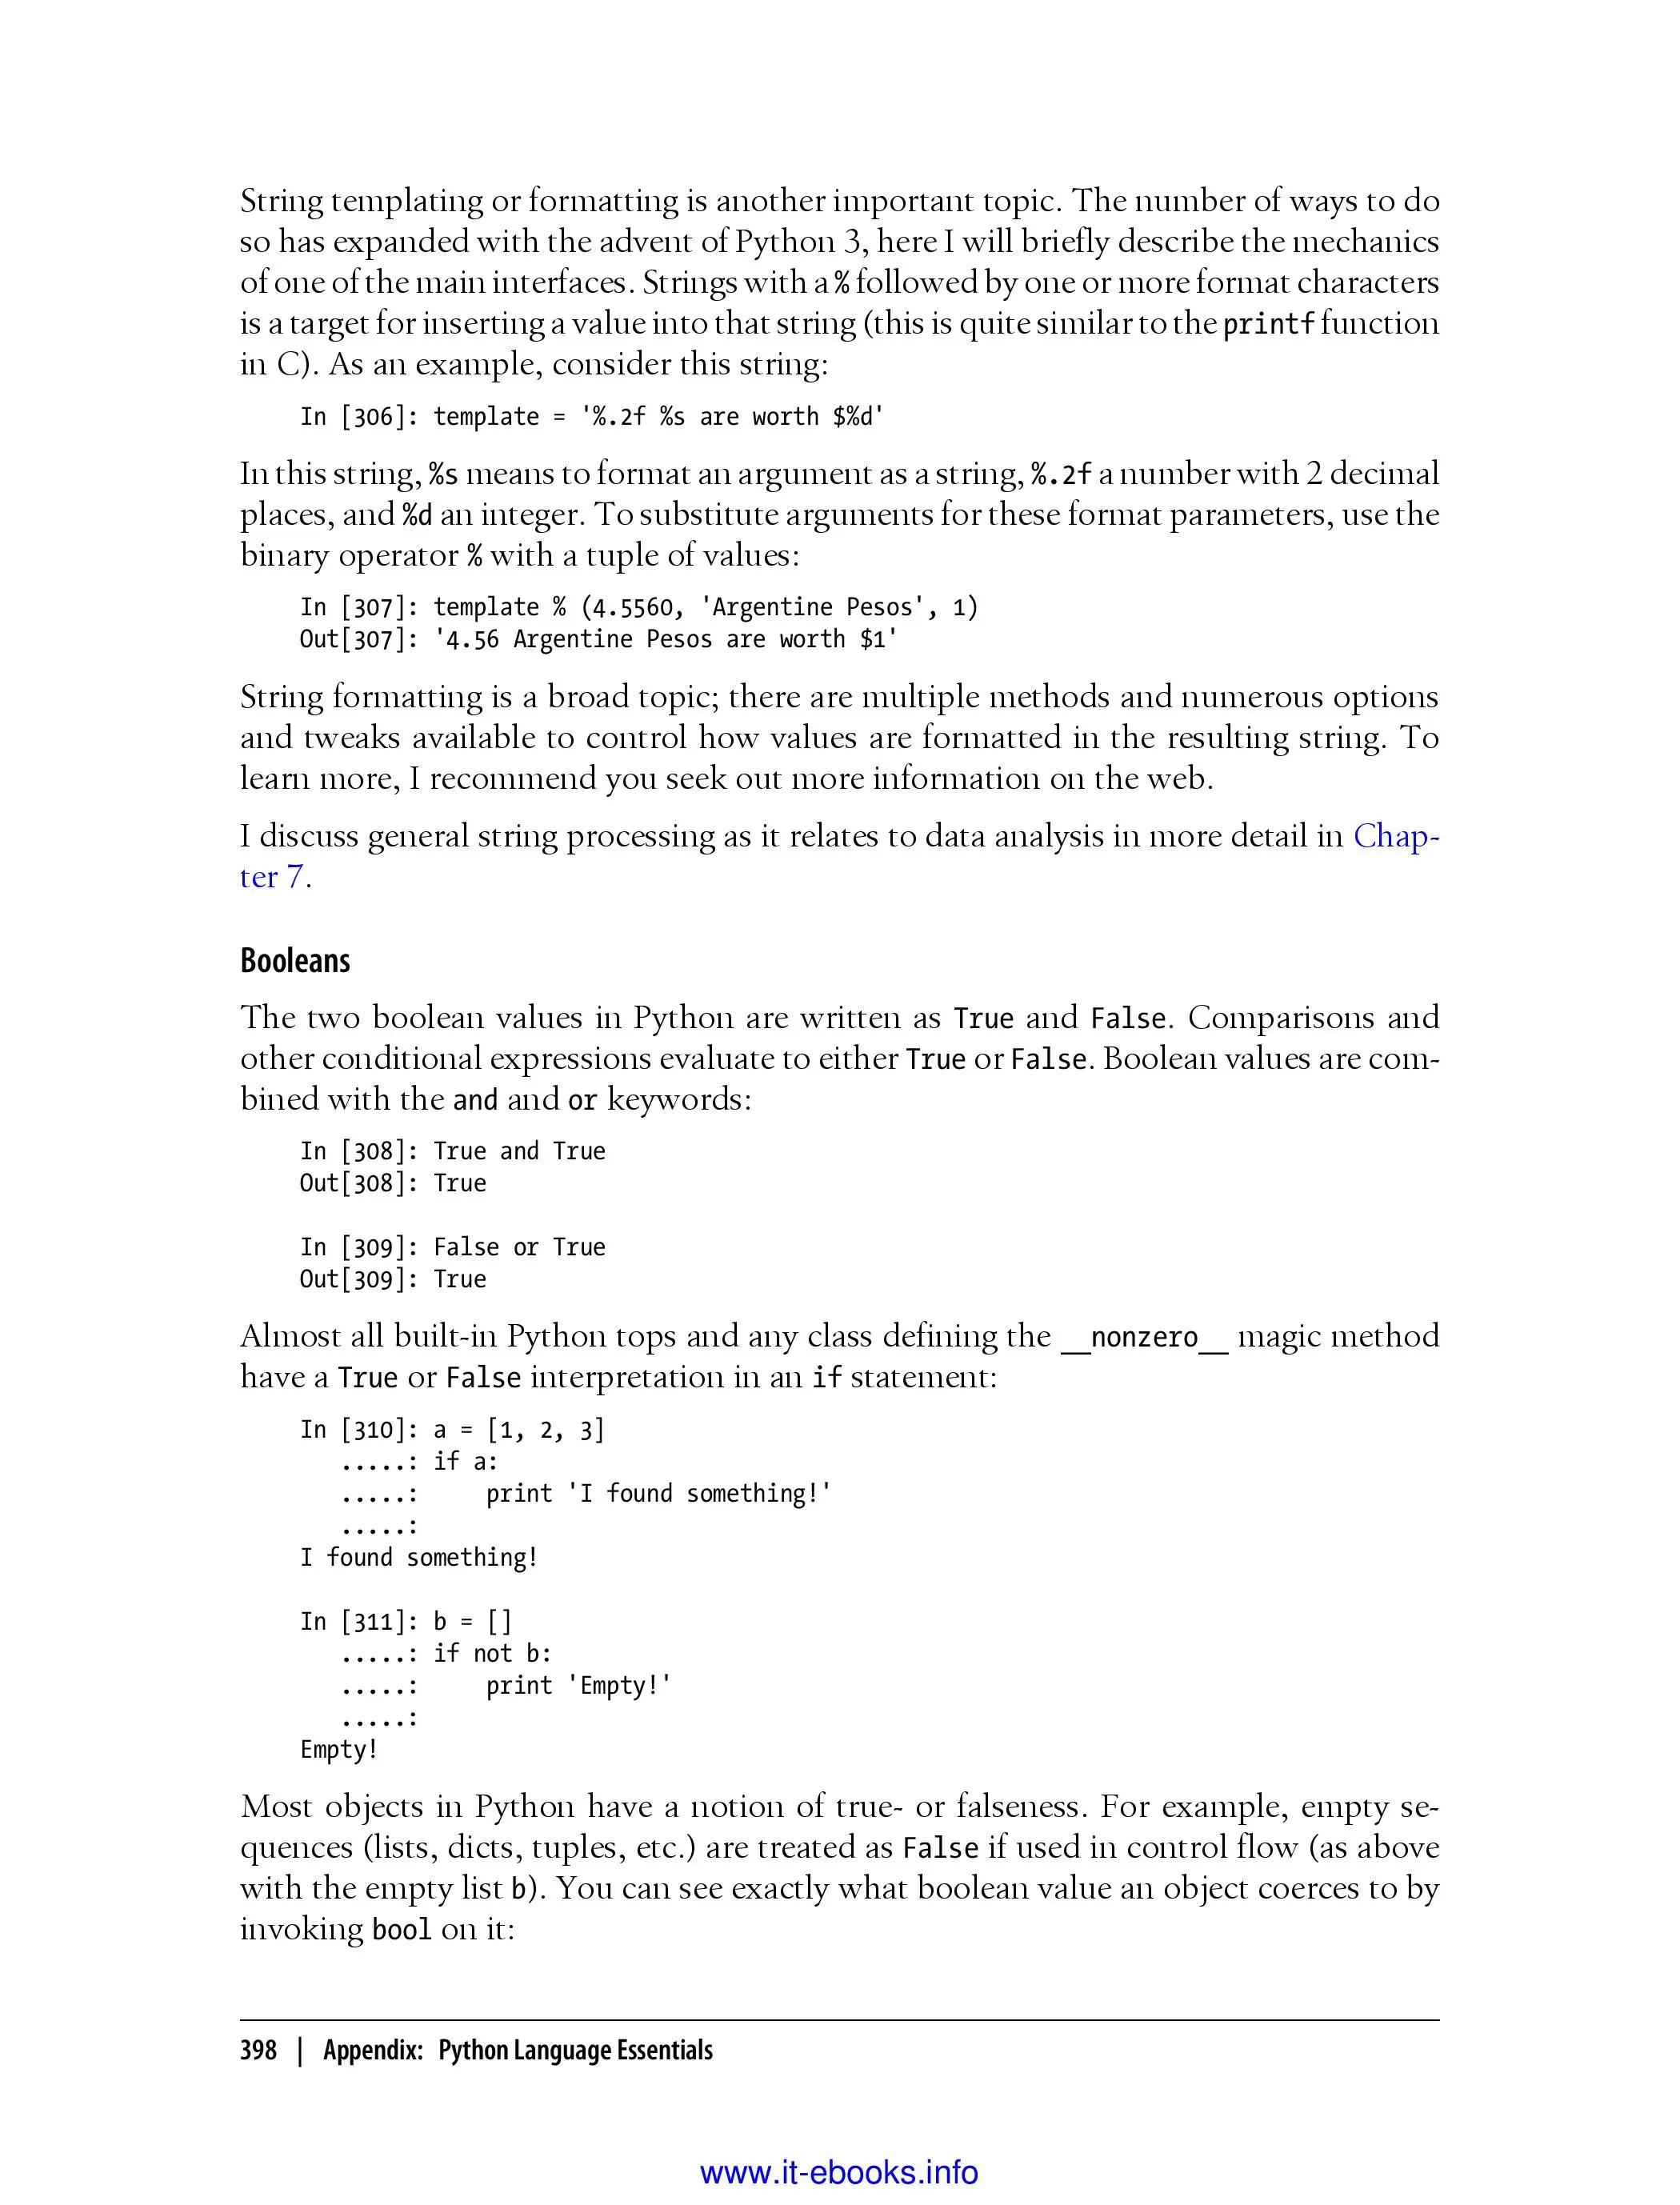 String templating or formatting is another important topic. The number of ways to do
so has expanded with the advent of Python 3, here I will briefly describe the mechanics
of one of the main interfaces. Strings with a % followed by one or more format characters
is a target for inserting a value into that string (this is quite similar to the printf function
in C). As an example, consider this string:
In [306]: template = '%.2f %s are worth $%d'
In this string, %s means to format an argument as a string, %.2f a number with 2 decimal
places, and %d an integer. To substitute arguments for these format parameters, use the
binary operator % with a tuple of values:
In [307]: template % (4.5560, 'Argentine Pesos', 1)
Out[307]: '4.56 Argentine Pesos are worth $1'
String formatting is a broad topic; there are multiple methods and numerous options
and tweaks available to control how values are formatted in the resulting string. To
learn more, I recommend you seek out more information on the web.
I discuss general string processing as it relates to data analysis in more detail in Chap-
ter 7.
Booleans
The two boolean values in Python are written as True and False. Comparisons and
other conditional expressions evaluate to either True or False. Boolean values are com-
bined with the and and or keywords:
In [308]: True and True
Out[308]: True
In [309]: False or True
Out[309]: True
Almost all built-in Python tops and any class defining the __nonzero__ magic method
have a True or False interpretation in an if statement:
In [310]: a = [1, 2, 3]
.....: if a:
.....:     print 'I found something!'
.....:
I found something!
In [311]: b = []
.....: if not b:
.....:     print 'Empty!'
.....:
Empty!
Most objects in Python have a notion of true- or falseness. For example, empty se-
quences (lists, dicts, tuples, etc.) are treated as False if used in control flow (as above
with the empty list b). You can see exactly what boolean value an object coerces to by
invoking bool on it:
398 | Appendix: Python Language Essentials
www.it-ebooks.info